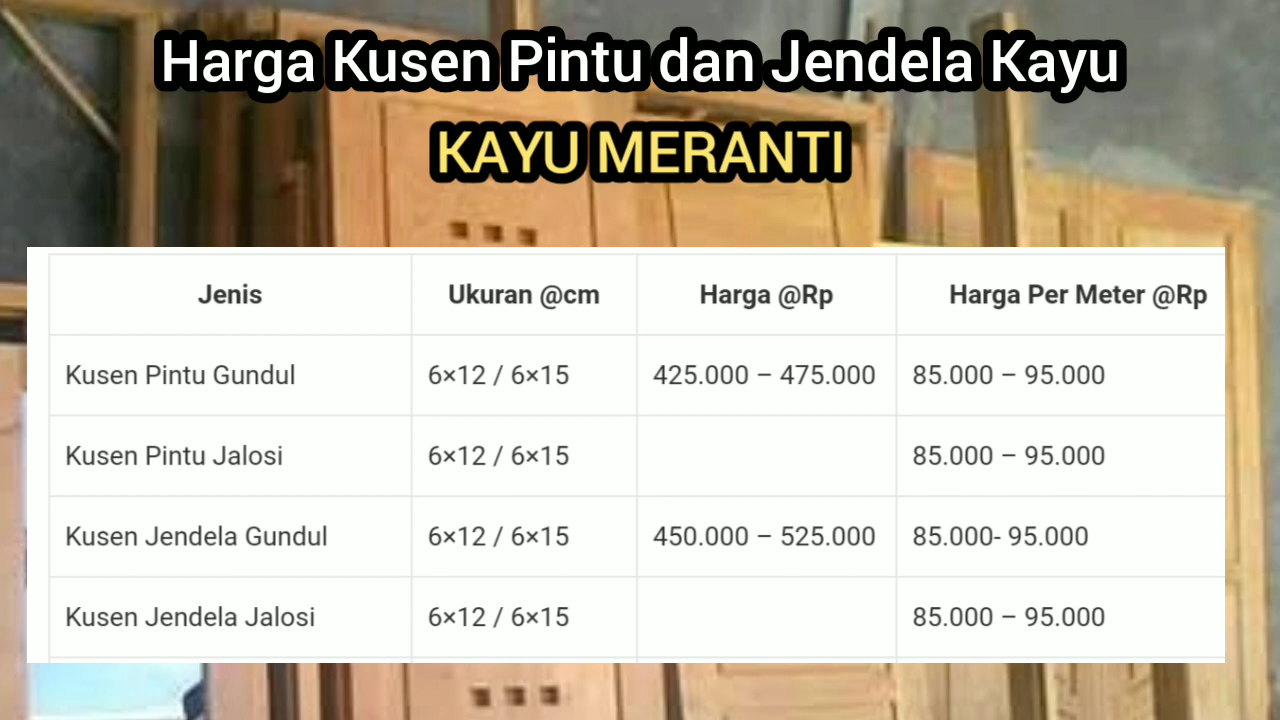 Harga Kusen Pintu dan Jendela Kayu
KAYU MERANTI
Jenis Ukuran @cm Harga @Rp Harga Per Meter @Rp
Kusen Pintu Gundul 6×12 / 6×15 425.000 – 475.000 85.000 – 95.000
Kusen Pintu Jalosi 6×12 / 6×15 85.000 – 95.000
Kusen Jendela Gundul 6×12 / 6×15 450.000 – 525.000 85.000- 95.000
Kusen Jendela Jalosi 6×12 / 6×15 85.000 – 95.000